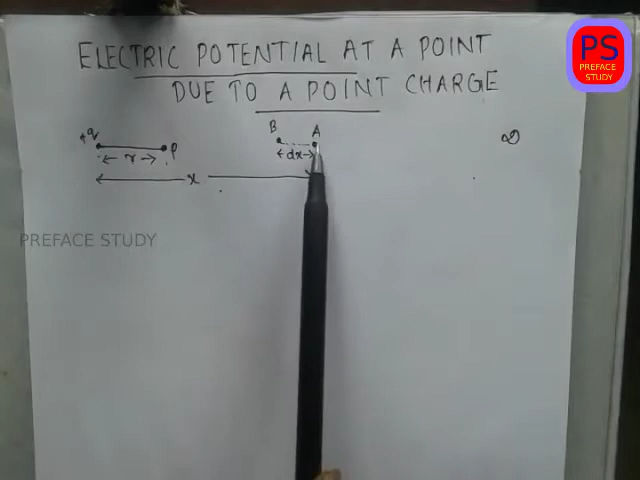 ELECTRIC POTENTIAL AT A POINT
DUE TO A POINT CHARGE
PS
PREFACE
STUDY
+q
r
P
B
A
dx
∞
x
PREFACE STUDY